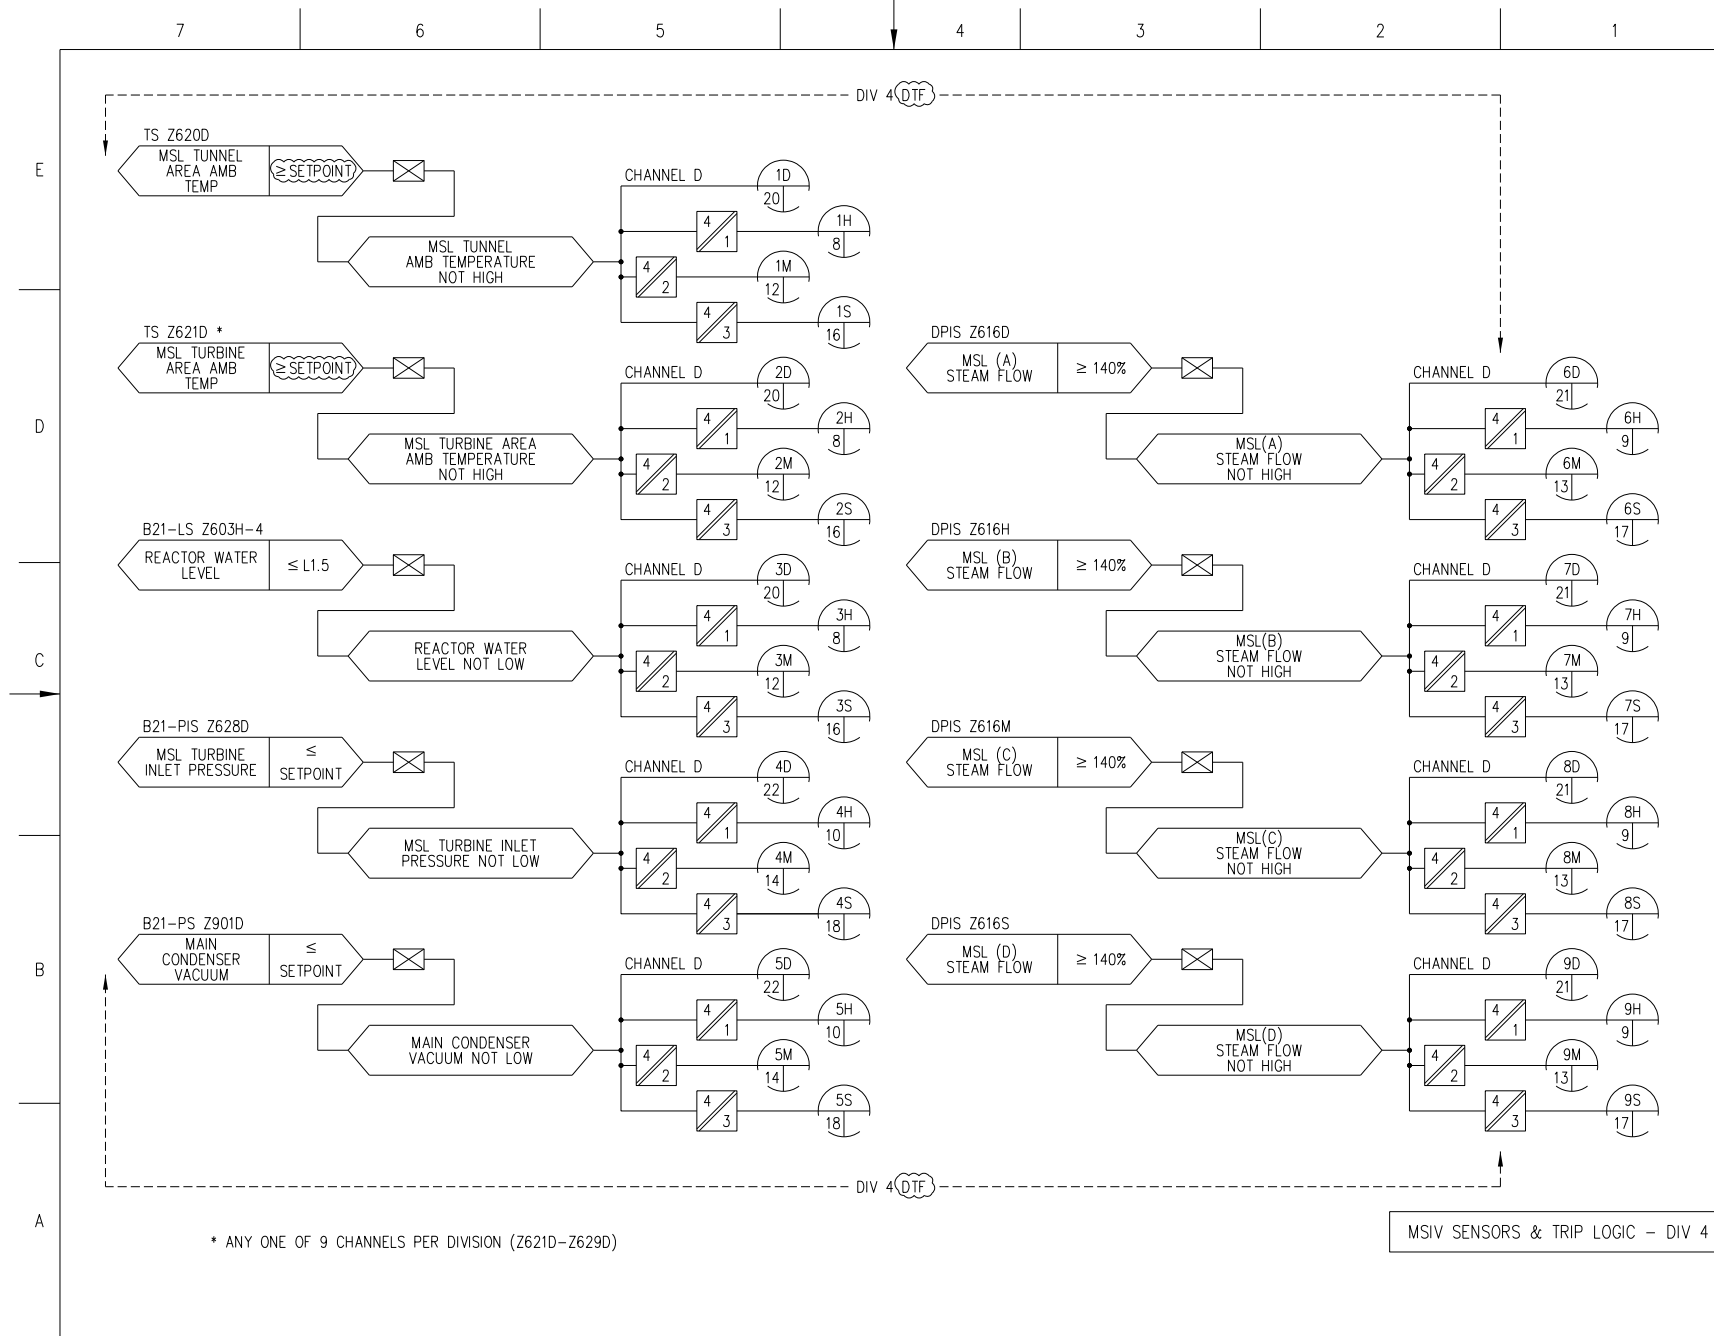 7 6 5 4 3 2 1
DIV 4 DTF
E
TS Z620D
MSL TUNNEL
AREA AMB
TEMP
≥ SETPOINT
MSL TUNNEL
AMB TEMPERATURE
NOT HIGH
CHANNEL D
1D
20
4
1
1H
8
4
2
1M
12
4
3
1S
16
D
TS Z621D *
MSL TURBINE
AREA AMB
TEMP
≥ SETPOINT
MSL TURBINE AREA
AMB TEMPERATURE
NOT HIGH
CHANNEL D
2D
20
4
1
2H
8
4
2
2M
12
4
3
2S
16
DPIS Z616D
MSL (A)
STEAM FLOW
≥ 140%
MSL(A)
STEAM FLOW
NOT HIGH
CHANNEL D
6D
21
4
1
6H
9
4
2
6M
13
4
3
6S
17
C
B21-LS Z603H-4
REACTOR WATER
LEVEL
≤ L1.5
REACTOR WATER
LEVEL NOT LOW
CHANNEL D
3D
20
4
1
3H
8
4
2
3M
12
4
3
3S
16
DPIS Z616H
MSL (B)
STEAM FLOW
≥ 140%
MSL(B)
STEAM FLOW
NOT HIGH
CHANNEL D
7D
21
4
1
7H
9
4
2
7M
13
4
3
7S
17
B21-PIS Z628D
MSL TURBINE
INLET PRESSURE
≤
SETPOINT
MSL TURBINE INLET
PRESSURE NOT LOW
CHANNEL D
4D
22
4
1
4H
10
4
2
4M
14
4
3
4S
18
DPIS Z616M
MSL (C)
STEAM FLOW
≥ 140%
MSL(C)
STEAM FLOW
NOT HIGH
CHANNEL D
8D
21
4
1
8H
9
4
2
8M
13
4
3
8S
17
B
B21-PS Z901D
MAIN
CONDENSER
VACUUM
≤
SETPOINT
MAIN CONDENSER
VACUUM NOT LOW
CHANNEL D
5D
22
4
1
5H
10
4
2
5M
14
4
3
5S
18
DPIS Z616S
MSL (D)
STEAM FLOW
≥ 140%
MSL(D)
STEAM FLOW
NOT HIGH
CHANNEL D
9D
21
4
1
9H
9
4
2
9M
13
4
3
9S
17
DIV 4 DTF
A
* ANY ONE OF 9 CHANNELS PER DIVISION (Z621D-Z629D)
MSIV SENSORS & TRIP LOGIC - DIV 4